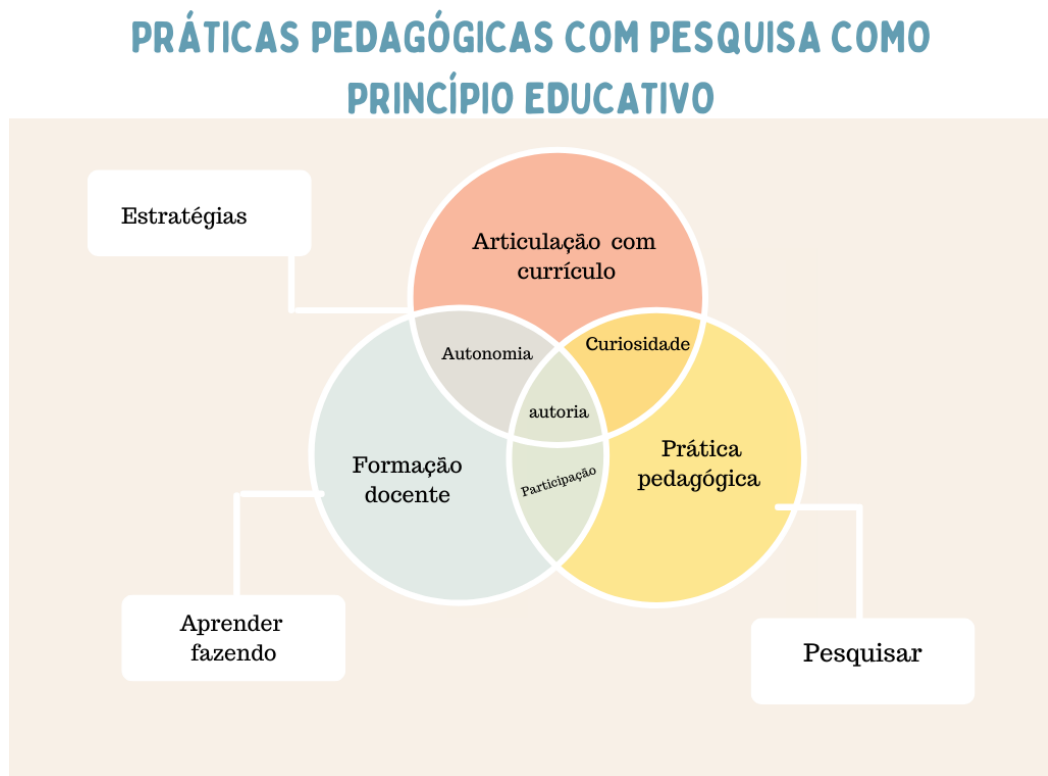 PRÁTICAS PEDAGÓGICAS COM PESQUISA COMO
PRINCÍPIO EDUCATIVO
Estratégias
Articulação com
currículo
Autonomia
Curiosidade
autoria
Formação
docente
Participação
Prática
pedagógica
Aprender
fazendo
Pesquisar